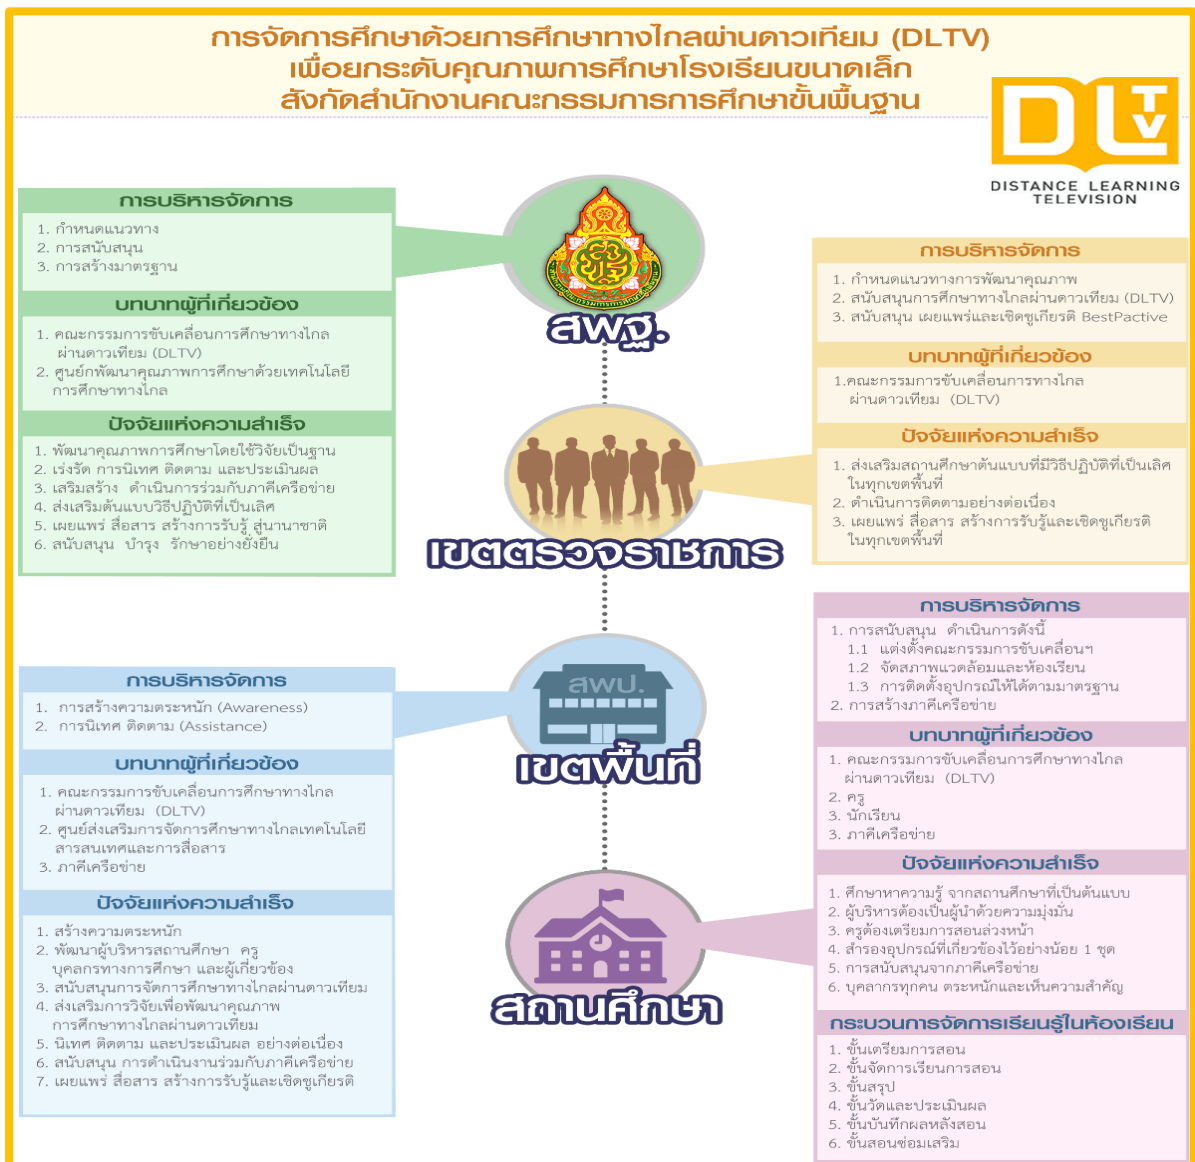 การจัดการศึกษาด้วยการศึกษาทางไกลผ่านดาวเทียม (DLTV)
เพื่อยกระดับคุณภาพการศึกษาโรงเรียนขนาดเล็ก
สังกัดสำนักงานคณะกรรมการการศึกษาขั้นพื้นฐาน
DLTV
DISTANCE LEARNING
TELEVISION
การบริหารจัดการ
1. กำหนดแนวทาง
2. การสนับสนุน
3. การสร้างมาตรฐาน
บทบาทผู้ที่เกี่ยวข้อง
1. คณะกรรมการขับเคลื่อนการศึกษาทางไกล
ผ่านดาวเทียม (DLTV)
2. ศูนย์กพัฒนาคุณภาพการศึกษาด้วยเทคโนโลยี
การศึกษาทางไกล
ปัจจัยแห่งความสำเร็จ
1. พัฒนาคุณภาพการศึกษาโดยใช้วิจัยเป็นฐาน
2. เร่งรัด การนิเทศ ติดตาม และประเมินผล
3. เสริมสร้าง ดำเนินการร่วมกับภาคีเครือข่าย
4. ส่งเสริมต้นแบบวิธีปฏิบัติที่เป็นเลิศ
5. เผยแพร่ สื่อสาร สร้างการรับรู้ สู่นานาชาติ
6. สนับสนุน บำรุง รักษาอย่างยั่งยืน
สพฐ.
การบริหารจัดการ
1. กำหนดแนวทางการพัฒนาคุณภาพ
2. สนับสนุนการศึกษาทางไกลผ่านดาวเทียม (DLTV)
3. สนับสนุน เผยแพร่และเชิดชูเกียรติ BestPactive
บทบาทผู้ที่เกี่ยวข้อง
1.คณะกรรมการขับเคลื่อนการทางไกล
ผ่านดาวเทียม (DLTV)
ปัจจัยแห่งความสำเร็จ
1. ส่งเสริมสถานศึกษาต้นแบบที่มีวิธีปฏิบัติที่เป็นเลิศ
ในทุกเขตพื้นที่
2. ดำเนินการติดตามอย่างต่อเนื่อง
3. เผยแพร่ สื่อสาร สร้างการรับรู้และเชิดชูเกียรติ
ในทุกเขตพื้นที่
เขตตรวจราชการ
การบริหารจัดการ
1. การสร้างความตระหนัก (Awareness)
2. การนิเทศ ติดตาม (Assistance)
บทบาทผู้ที่เกี่ยวข้อง
1. คณะกรรมการขับเคลื่อนการศึกษาทางไกล
ผ่านดาวเทียม (DLTV)
2. ศูนย์ส่งเสริมการจัดการศึกษาทางไกลเทคโนโลยี
สารสนเทศและการสื่อสาร
3. ภาคีเครือข่าย
ปัจจัยแห่งความสำเร็จ
1. สร้างความตระหนัก
2. พัฒนาผู้บริหารสถานศึกษา ครู
บุคลกรทางการศึกษา และผู้เกี่ยวข้อง
3. สนับสนุนการจัดการศึกษาทางไกลผ่านดาวเทียม
4. ส่งเสริมการวิจัยเพื่อพัฒนาคุณภาพ
การศึกษาทางไกลผ่านดาวเทียม
5. นิเทศ ติดตาม และประเมินผล อย่างต่อเนื่อง
6. สนับสนุน การดำเนินงานร่วมกับภาคีเครือข่าย
7. เผยแพร่ สื่อสาร สร้างการรับรู้และเชิดชูเกียรติ
สพป.
เขตพื้นที่
การบริหารจัดการ
1. การสนับสนุน ดำเนินการดังนี้
1.1 แต่งตั้งคณะกรรมการขับเคลื่อนฯ
1.2 จัดสภาพแวดล้อมและห้องเรียน
1.3 การติดตั้งอุปกรณ์ให้ได้ตามมาตรฐาน
2. การสร้างภาคีเครือข่าย
บทบาทผู้ที่เกี่ยวข้อง
1. คณะกรรมการขับเคลื่อนการศึกษาทางไกล
ผ่านดาวเทียม (DLTV)
2. ครู
3. นักเรียน
3. ภาคีเครือข่าย
ปัจจัยแห่งความสำเร็จ
1. ศึกษาหาความรู้ จากสถานศึกษาที่เป็นต้นแบบ
2. ผู้บริหารต้องเป็นผู้นำด้วยความมุ่งมั่น
3. ครูต้องเตรียมการสอนล่วงหน้า
4. สำรองอุปกรณ์ที่เกี่ยวข้องไว้อย่างน้อย 1 ชุด
5. การสนับสนุนจากภาคีเครือข่าย
6. บุคลากรทุกคน ตระหนักและเห็นความสำคัญ
กระบวนการจัดการเรียนรู้ในห้องเรียน
1. ขั้นเตรียมการสอน
2. ขั้นจัดการเรียนการสอน
3. ขั้นสรุป
4. ขั้นวัดและประเมินผล
5. ขั้นบันทึกผลหลังสอน
6. ขั้นสอนซ่อมเสริม
สถานศึกษา